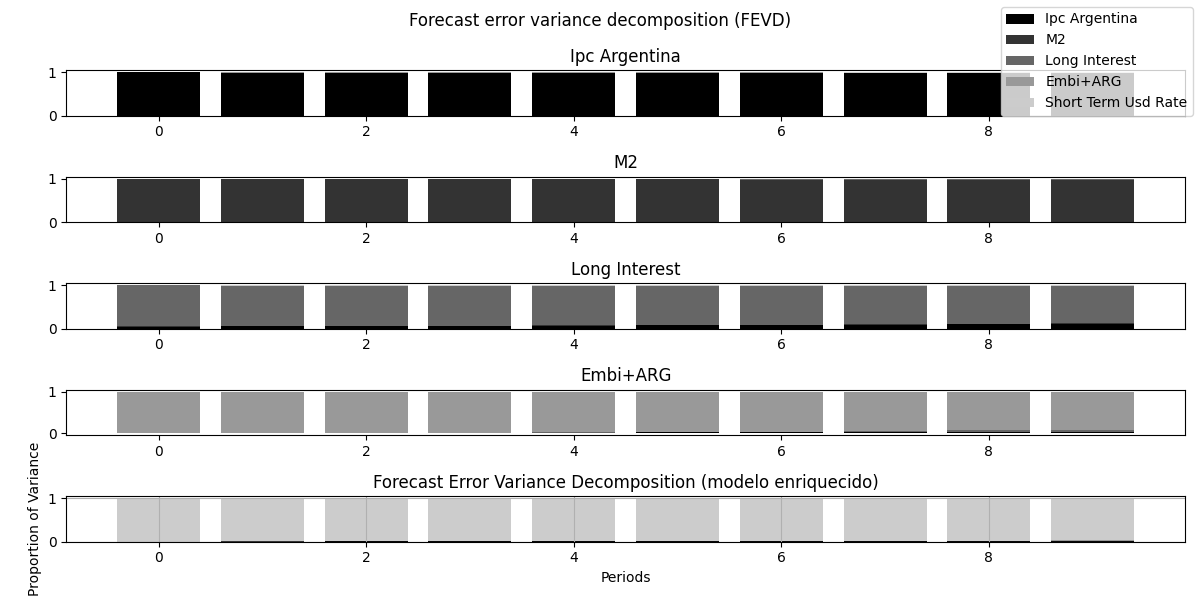 Forecast error variance decomposition (FEVD)
Ipc Argentina
M2
Long Interest
Embi+ARG
Short Term Usd Rate
Ipc Argentina
1
0
0 2 4 6 8
M2
1
0
0 2 4 6 8
Long Interest
1
0
0 2 4 6 8
Embi+ARG
1
0
0 2 4 6 8
Forecast Error Variance Decomposition (modelo enriquecido)
Proportion of Variance
1
0
0 2 4 6 8
Periods